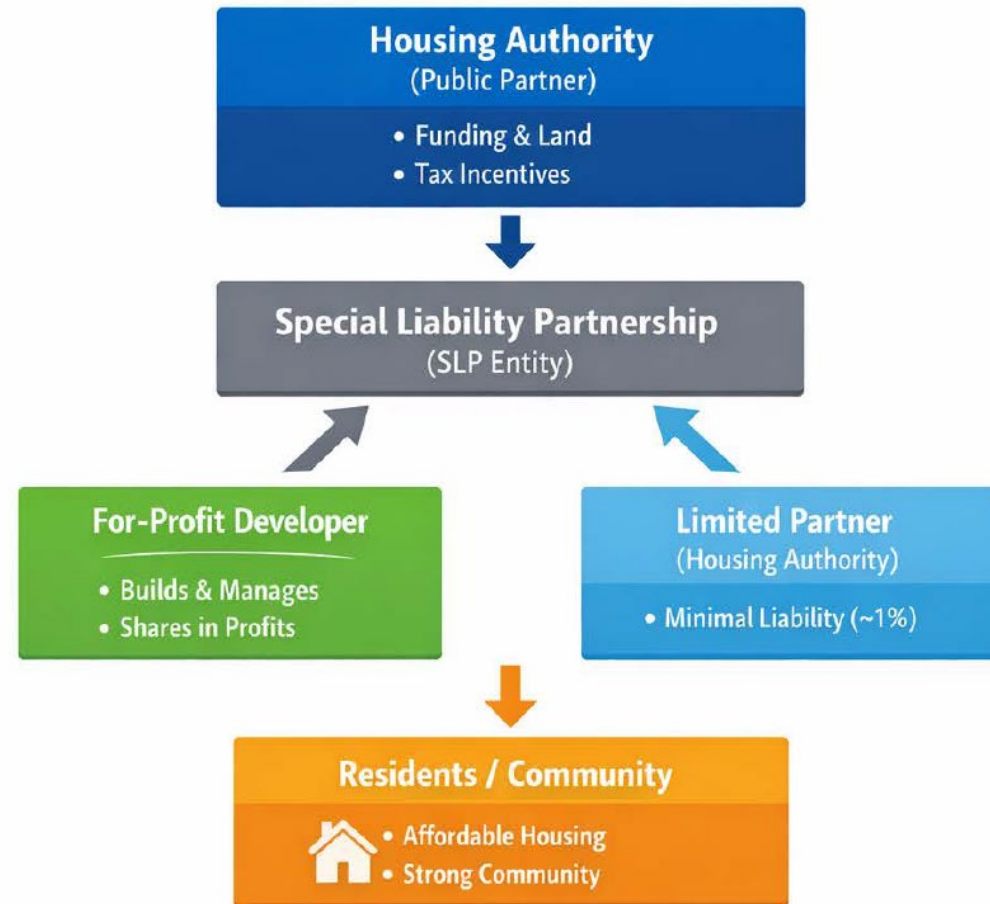 Housing Authority
(Public Partner)
• Funding & Land
• Tax Incentives
Special Liability Partnership
(SLP Entity)
For-Profit Developer
• Builds & Manages
• Shares in Profits
Limited Partner
(Housing Authority)
• Minimal Liability (~1%)
Residents / Community
• Affordable Housing
• Strong Community